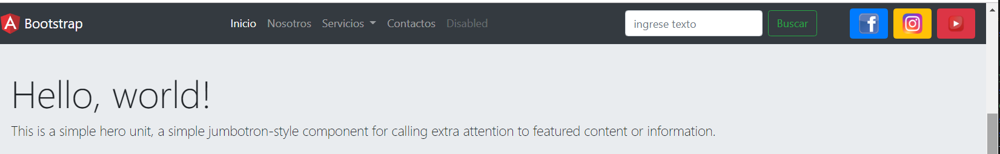 Bootstrap Inicio Nosotros Servicios Contactos Disabled ingrese texto Buscar
Hello, world!
This is a simple hero unit, a simple jumbotron-style component for calling extra attention to featured content or information.